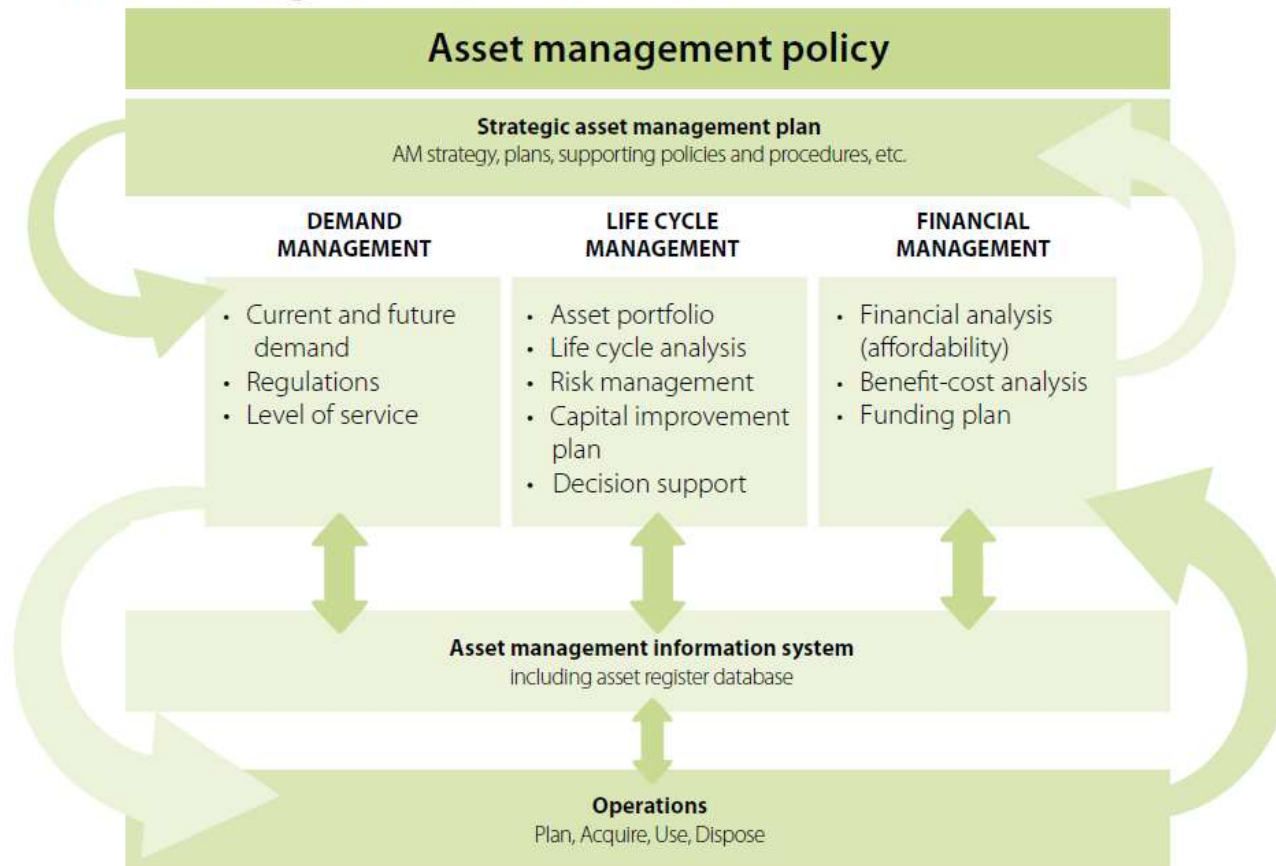 Asset management policy
Strategic asset management plan
AM strategy, plans, supporting policies and procedures, etc.
DEMAND
MANAGEMENT
• Current and future
demand
• Regulations
• Level of service
LIFE CYCLE
MANAGEMENT
• Asset portfolio
• Life cycle analysis
• Risk management
• Capital improvement
plan
• Decision support
FINANCIAL
MANAGEMENT
• Financial analysis
(affordability)
• Benefit-cost analysis
• Funding plan
Asset management information system
including asset register database
Operations
Plan, Acquire, Use, Dispose